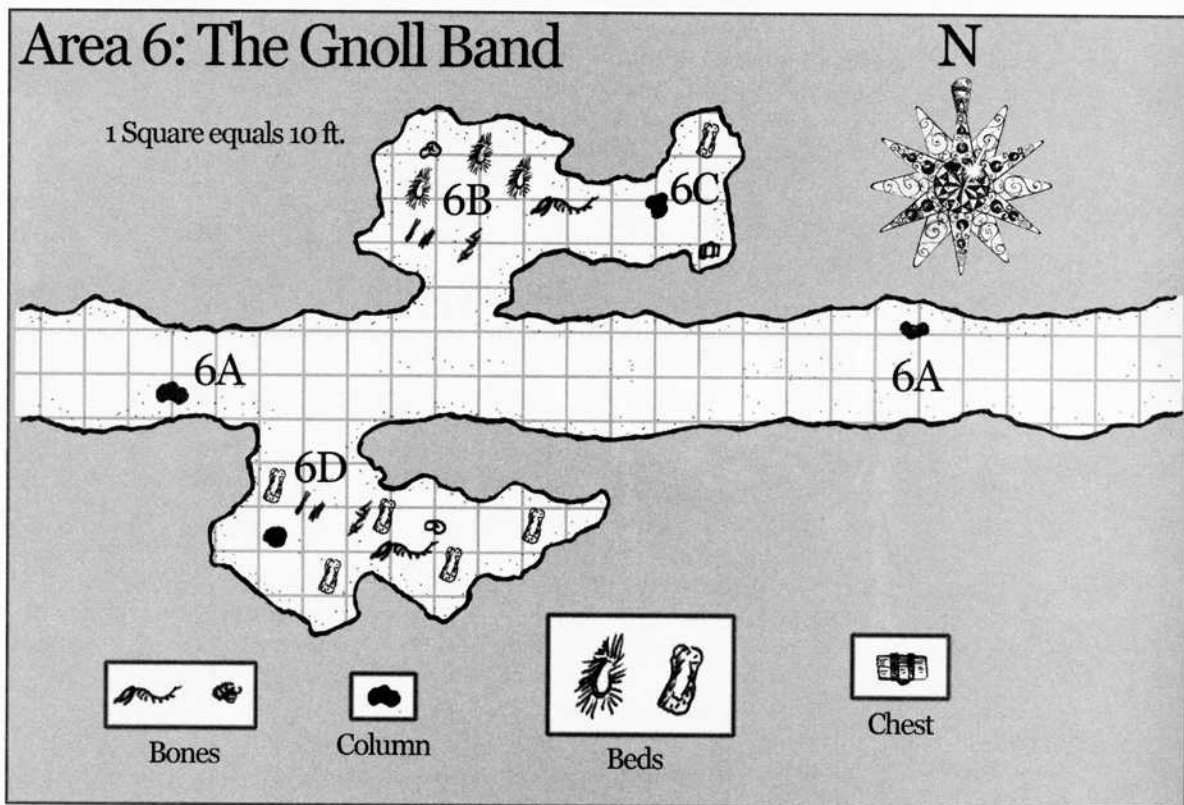 Area 6: The Gnoll Band
N
1 Square equals 10 ft.
6B
6C
6A
6A
6D
Bones
Column
Beds
Chest